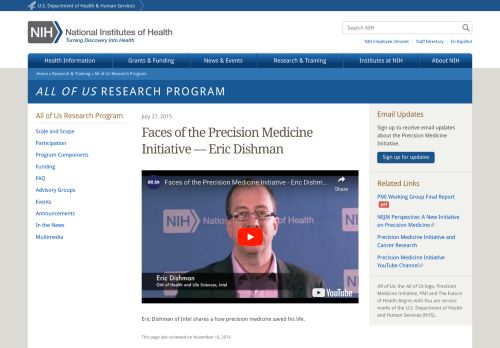 U.S. Department of Health & Human Services
NIH National Institutes of Health
Turning Discovery Into Health
Search NIH
NIH Employee Intranet | Staff Directory | En Español
Health Information
Grants & Funding
News & Events
Research & Training
Institutes at NIH
About NIH
Home » Research & Training » All of Us Research Program
ALL OF US RESEARCH PROGRAM
All of Us Research Program
Scale and Scope
Participation
Program Components
Funding
FAQ
Advisory Groups
Events
Announcements
In the News
Multimedia
July 27, 2015
Faces of the Precision Medicine
Initiative — Eric Dishman
Faces of the Precision Medicine Initiative - Eric Dishm...
Share
NIH
Eric Dishman
GM of Health and Life Sciences, Intel
YouTube
Eric Dishman of Intel shares a how precision medicine saved his life.
This page last reviewed on November 16, 2016
Email Updates
Sign up to receive email updates
about the Precision Medicine
Initiative.
Sign up for updates
Related Links
PMI Working Group Final Report
pdf
NEJM Perspective: A New Initiative
on Precision Medicine
Precision Medicine Initiative and
Cancer Research
Precision Medicine Initiative
YouTube Channel
All of Us, the All of Us logo, Precision
Medicine Initiative, PMI and The Future
of Health Begins with You are service
marks of the U.S. Department of Health
and Human Services (HHS).